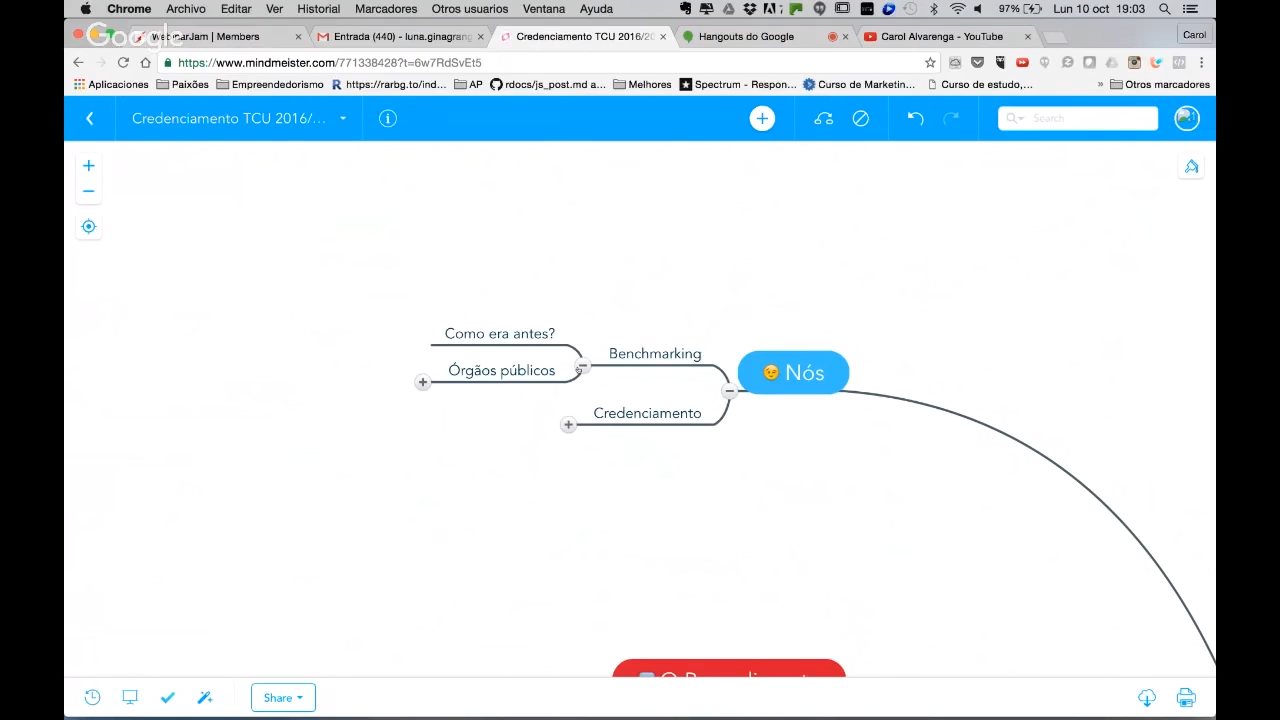 Chrome Archivo Editar Ver Historial Marcadores Otros usuarios Ventana Ayuda 97% Lun 10 oct 19:03
Google
WebinarJam | Members Entrada (440) - luna.ginagrang Credenciamento TCU 2016/20 Hangouts do Google Carol Alvarenga - YouTube Carol
https://www.mindmeister.com/771338428?t=6w7RdSvEt5
Aplicaciones Paixões Empreendedorismo https://rarbg.to/ind... AP rdocs/js_post.md a... Melhores Spectrum - Respon... Curso de Marketin... Curso de estudo,... » Otros marcadores
Credenciamento TCU 2016/... Search
Como era antes?
Órgãos públicos
Benchmarking
Nós
Credenciamento
Share